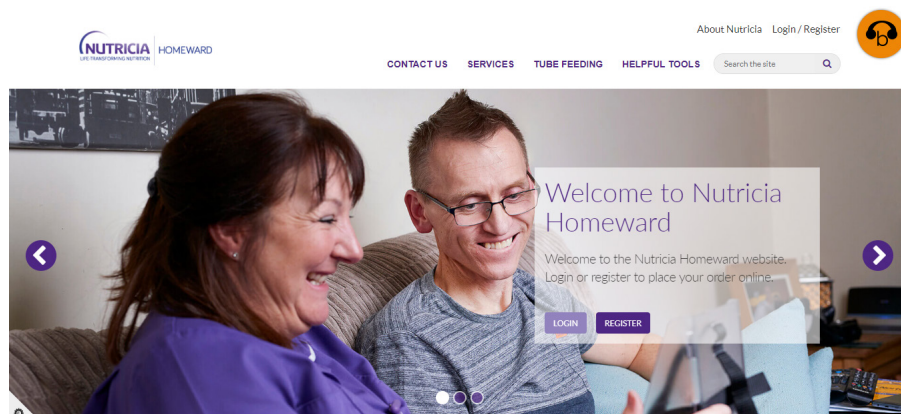 About Nutricia Login / Register
b
NUTRICIA HOMEWARD
LIFE-TRANSFORMING NUTRITION
CONTACT US SERVICES TUBE FEEDING HELPFUL TOOLS Search the site
Welcome to Nutricia
Homeward
Welcome to the Nutricia Homeward website.
Login or register to place your order online.
LOGIN REGISTER